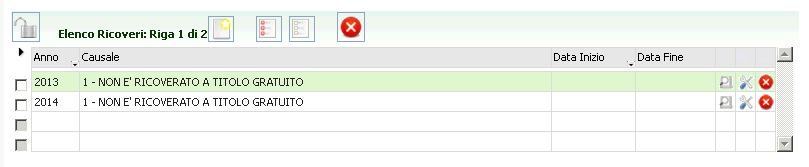 Elenco Ricoveri: Riga 1 di 2
Anno Causale Data Inizio Data Fine
2013 1 - NON E' RICOVERATO A TITOLO GRATUITO
2014 1 - NON E' RICOVERATO A TITOLO GRATUITO